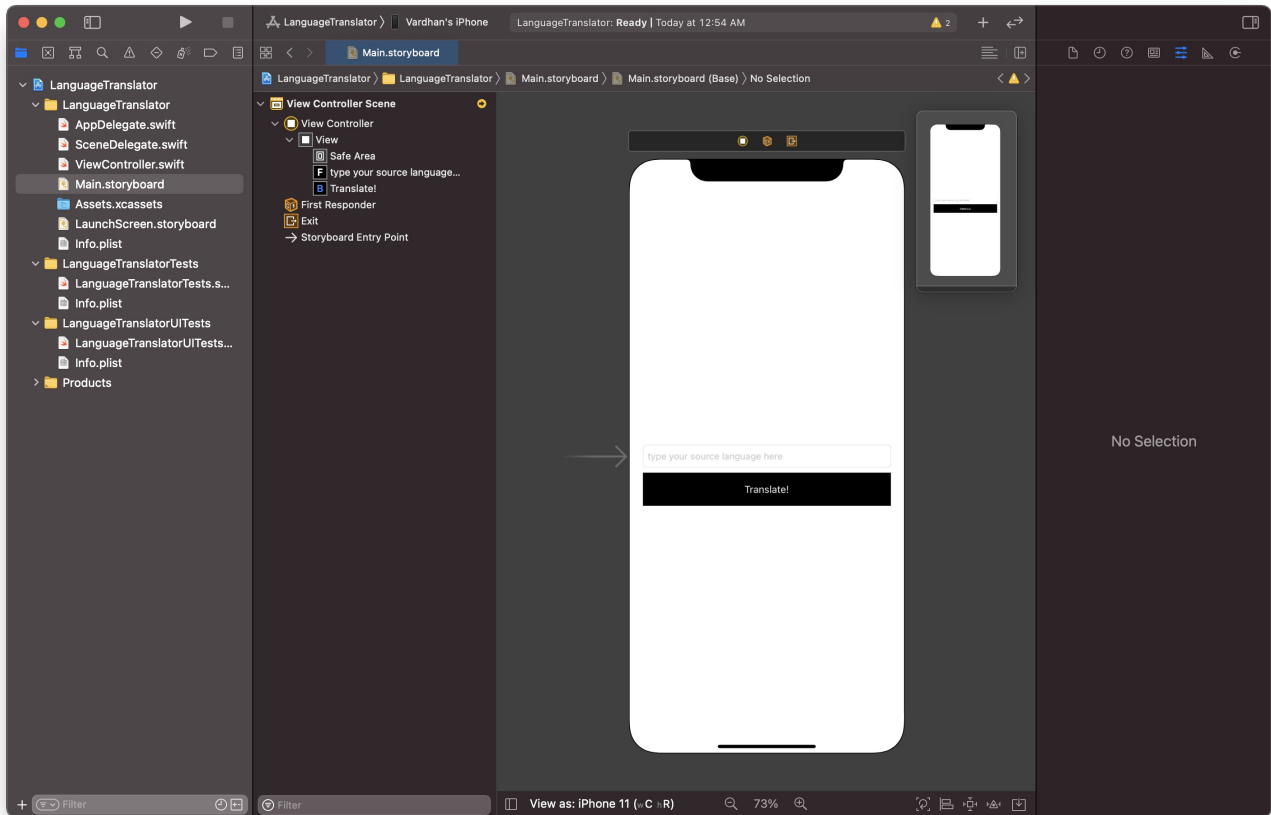 LanguageTranslator
Vardhan's iPhone
LanguageTranslator: Ready | Today at 12:54 AM
2
Main.storyboard
LanguageTranslator
LanguageTranslator
Main.storyboard
Main.storyboard (Base)
No Selection
LanguageTranslator
LanguageTranslator
AppDelegate.swift
SceneDelegate.swift
ViewController.swift
Main.storyboard
Assets.xcassets
LaunchScreen.storyboard
Info.plist
LanguageTranslatorTests
LanguageTranslatorTests.s...
Info.plist
LanguageTranslatorUITests
LanguageTranslatorUITests...
Info.plist
Products
Filter
View Controller Scene
View Controller
View
Safe Area
F type your source language...
B Translate!
First Responder
Exit
Storyboard Entry Point
Filter
type your source language here
Translate!
View as: iPhone 11 (wC hR)
73%
No Selection